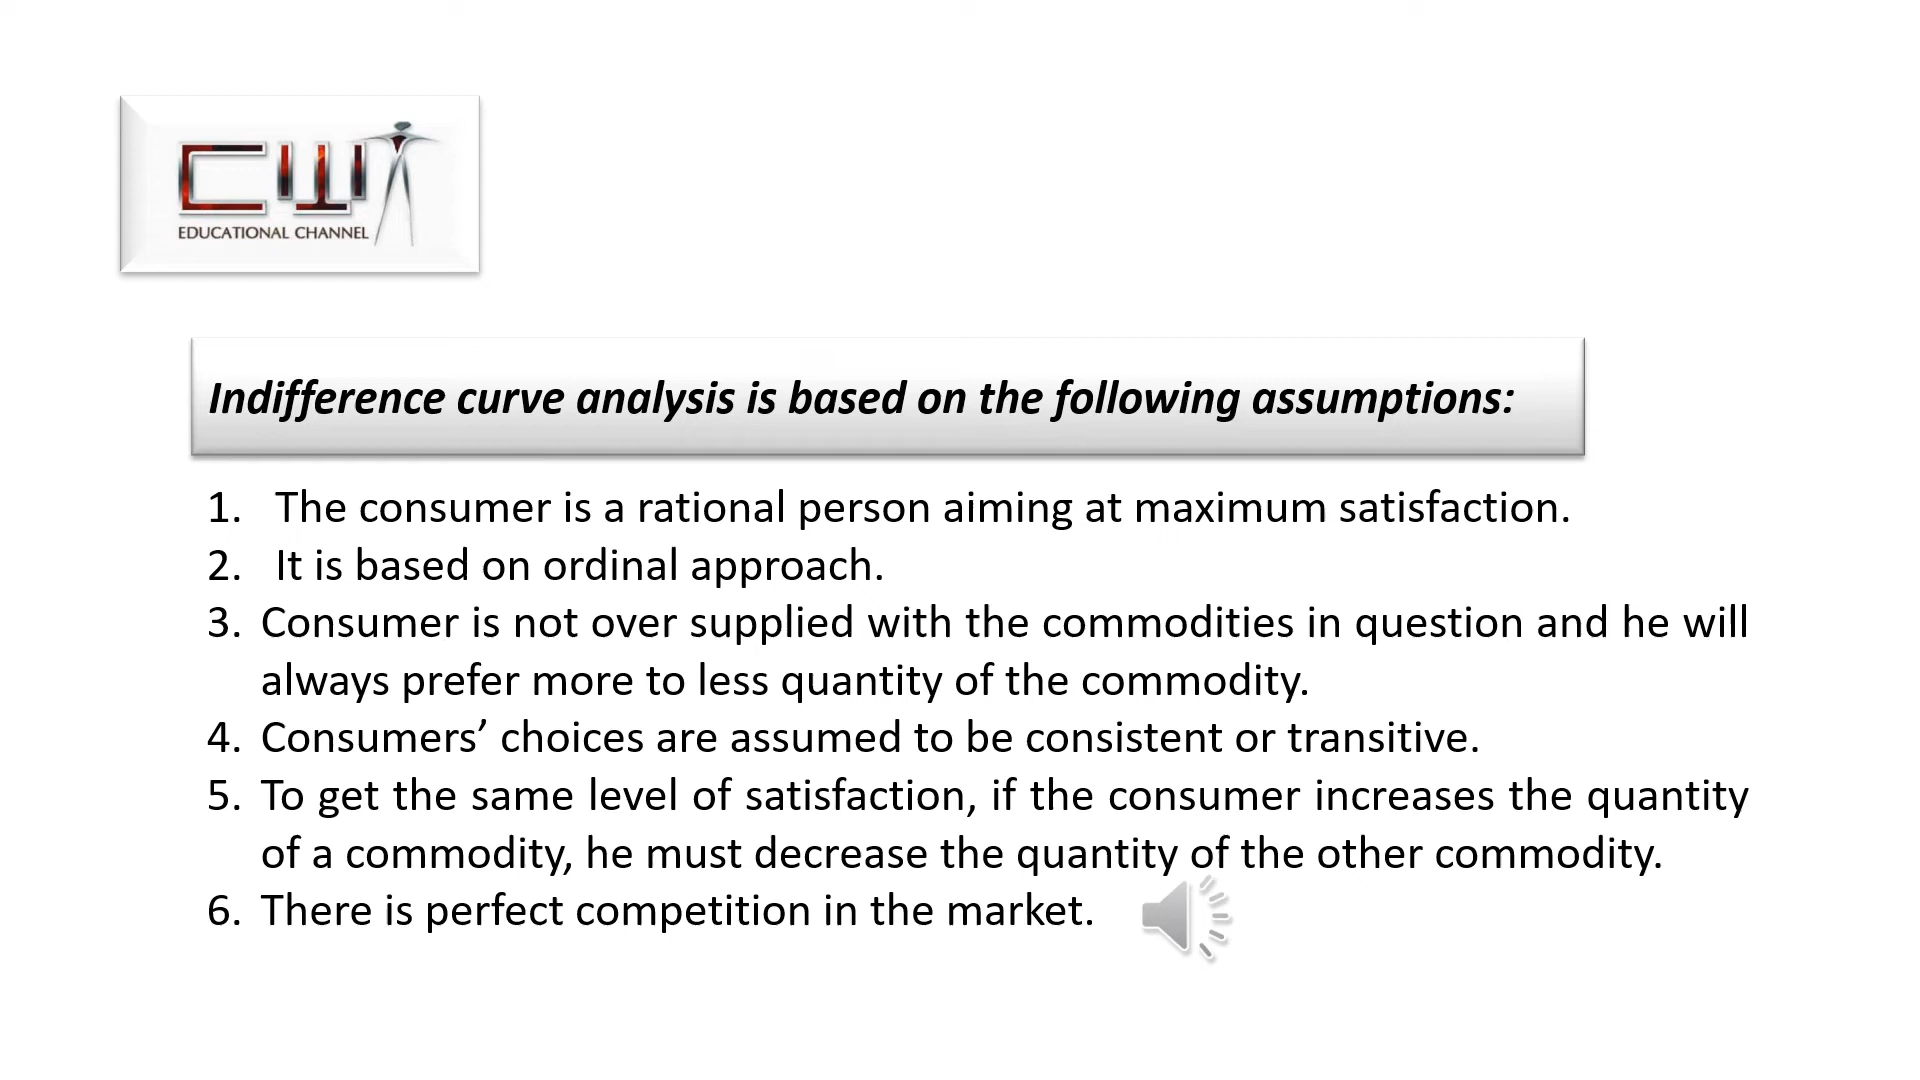 EDUCATIONAL CHANNEL
Indifference curve analysis is based on the following assumptions:
1. The consumer is a rational person aiming at maximum satisfaction.
2. It is based on ordinal approach.
3. Consumer is not over supplied with the commodities in question and he will
always prefer more to less quantity of the commodity.
4. Consumers’ choices are assumed to be consistent or transitive.
5. To get the same level of satisfaction, if the consumer increases the quantity
of a commodity, he must decrease the quantity of the other commodity.
6. There is perfect competition in the market.